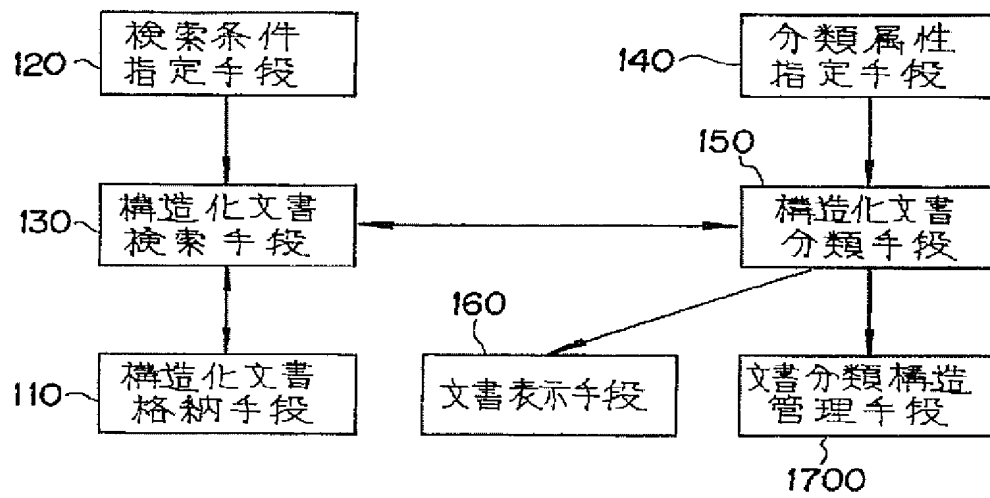 120
検索条件
指定手段
140
分類属性
指定手段
130
構造化文書
検索手段
150
構造化文書
分類手段
110
構造化文書
格納手段
160
文書表示手段
文書分類構造
管理手段
1700